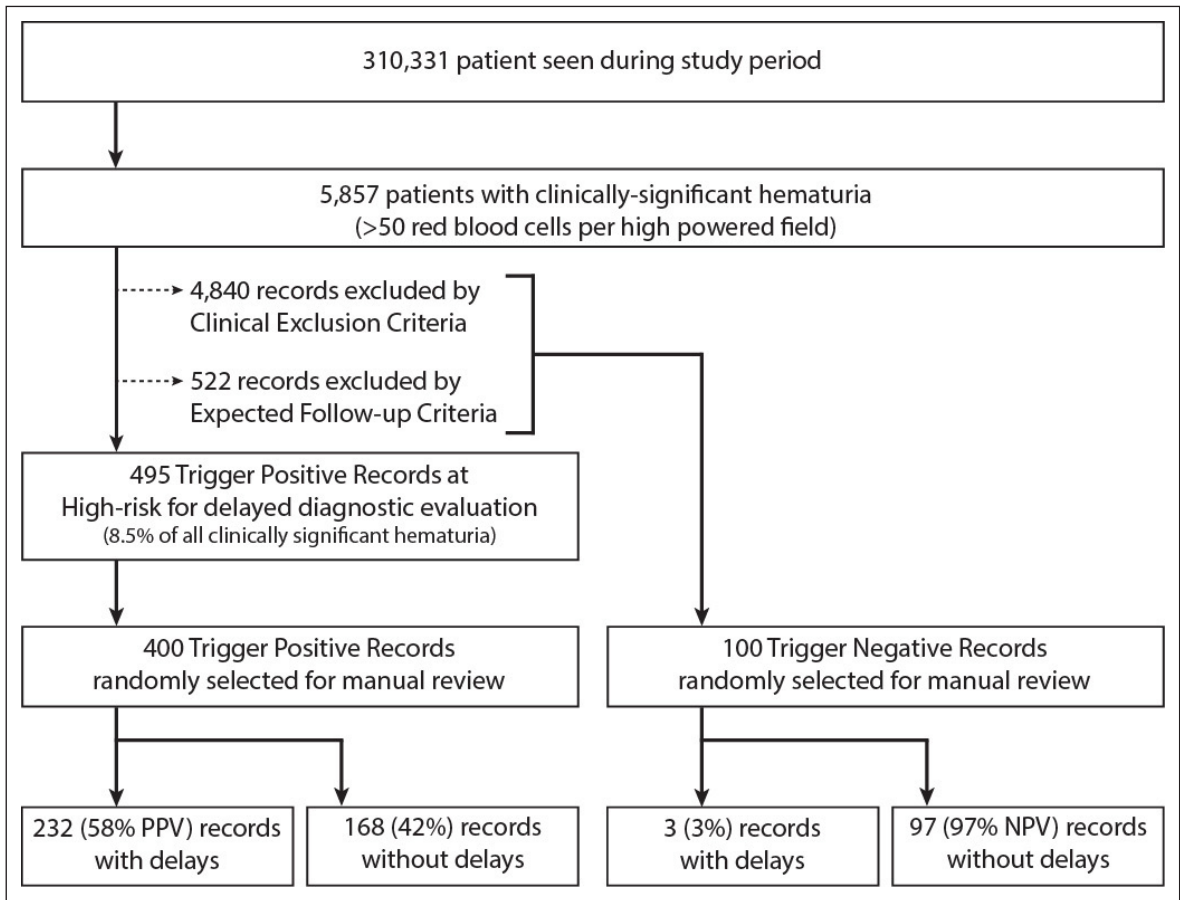 310,331 patient seen during study period
5,857 patients with clinically-significant hematuria
(>50 red blood cells per high powered field)
4,840 records excluded by
Clinical Exclusion Criteria
522 records excluded by
Expected Follow-up Criteria
495 Trigger Positive Records at
High-risk for delayed diagnostic evaluation
(8.5% of all clinically significant hematuria)
400 Trigger Positive Records
randomly selected for manual review
100 Trigger Negative Records
randomly selected for manual review
232 (58% PPV) records
with delays
168 (42%) records
without delays
3 (3%) records
with delays
97 (97% NPV) records
without delays